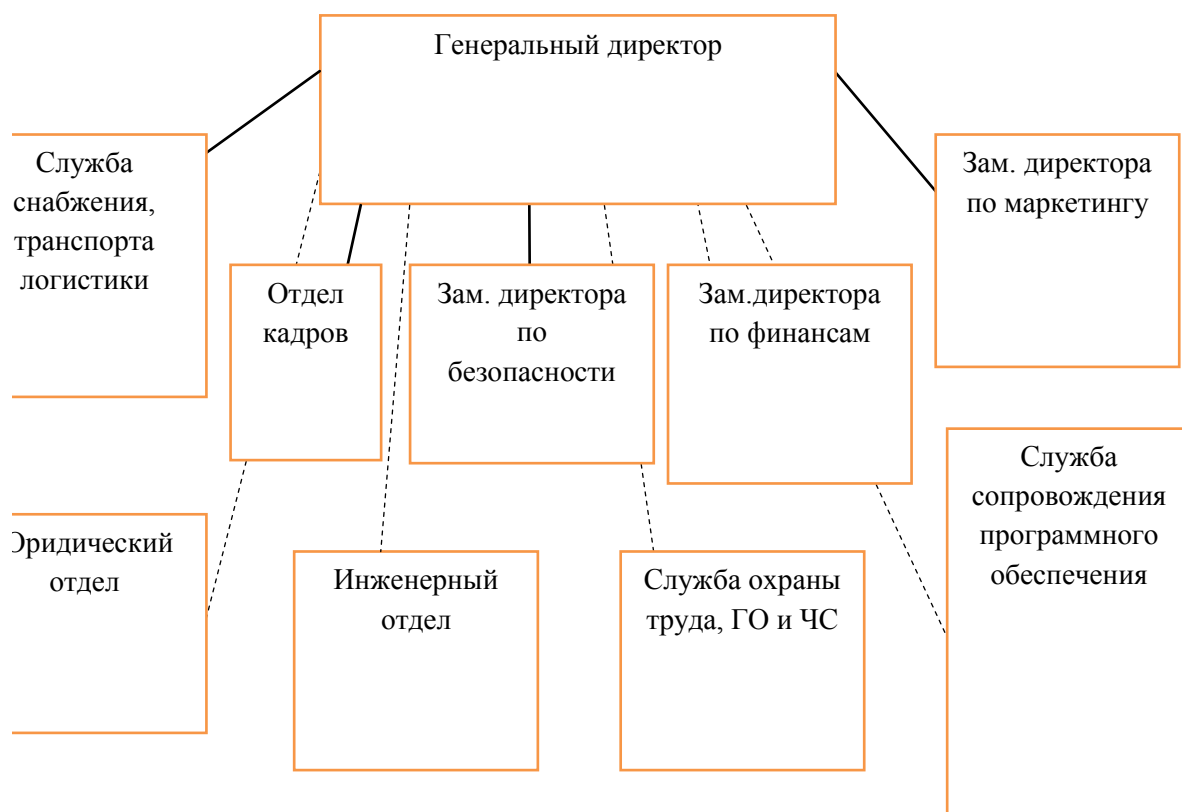 Генеральный директор
Служба
снабжения,
транспорта
логистики
Зам. директора
по маркетингу
Отдел
кадров
Зам. директора
по
безопасности
Зам.директора
по финансам
Служба
сопровождения
программного
обеспечения
Юридический
отдел
Инженерный
отдел
Служба охраны
труда, ГО и ЧС